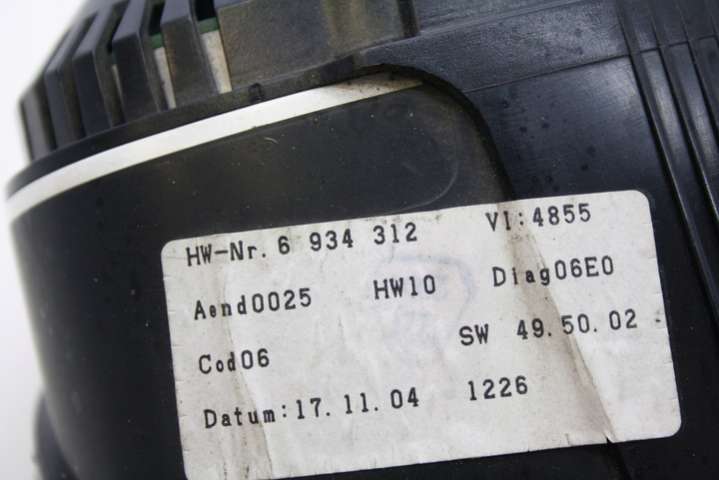 HW-Nr. 6 934 312 VI:4855
Aend0025 HW10 Diag06E0
Cod06 SW 49.50.02
Datum:17.11.04 1226